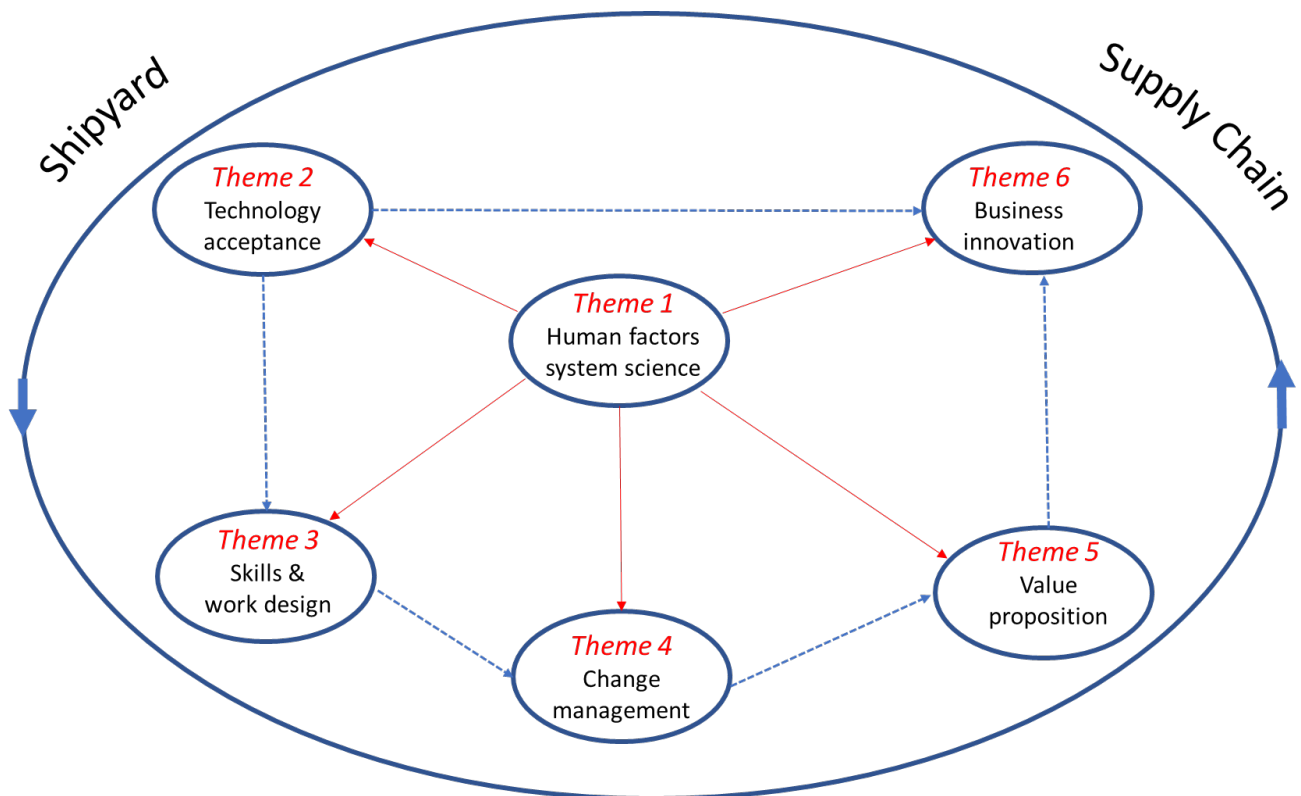 Shipyard
Supply Chain
Theme 2
Technology
acceptance
Theme 6
Business
innovation
Theme 1
Human factors
system science
Theme 3
Skills &
work design
Theme 4
Change
management
Theme 5
Value
proposition